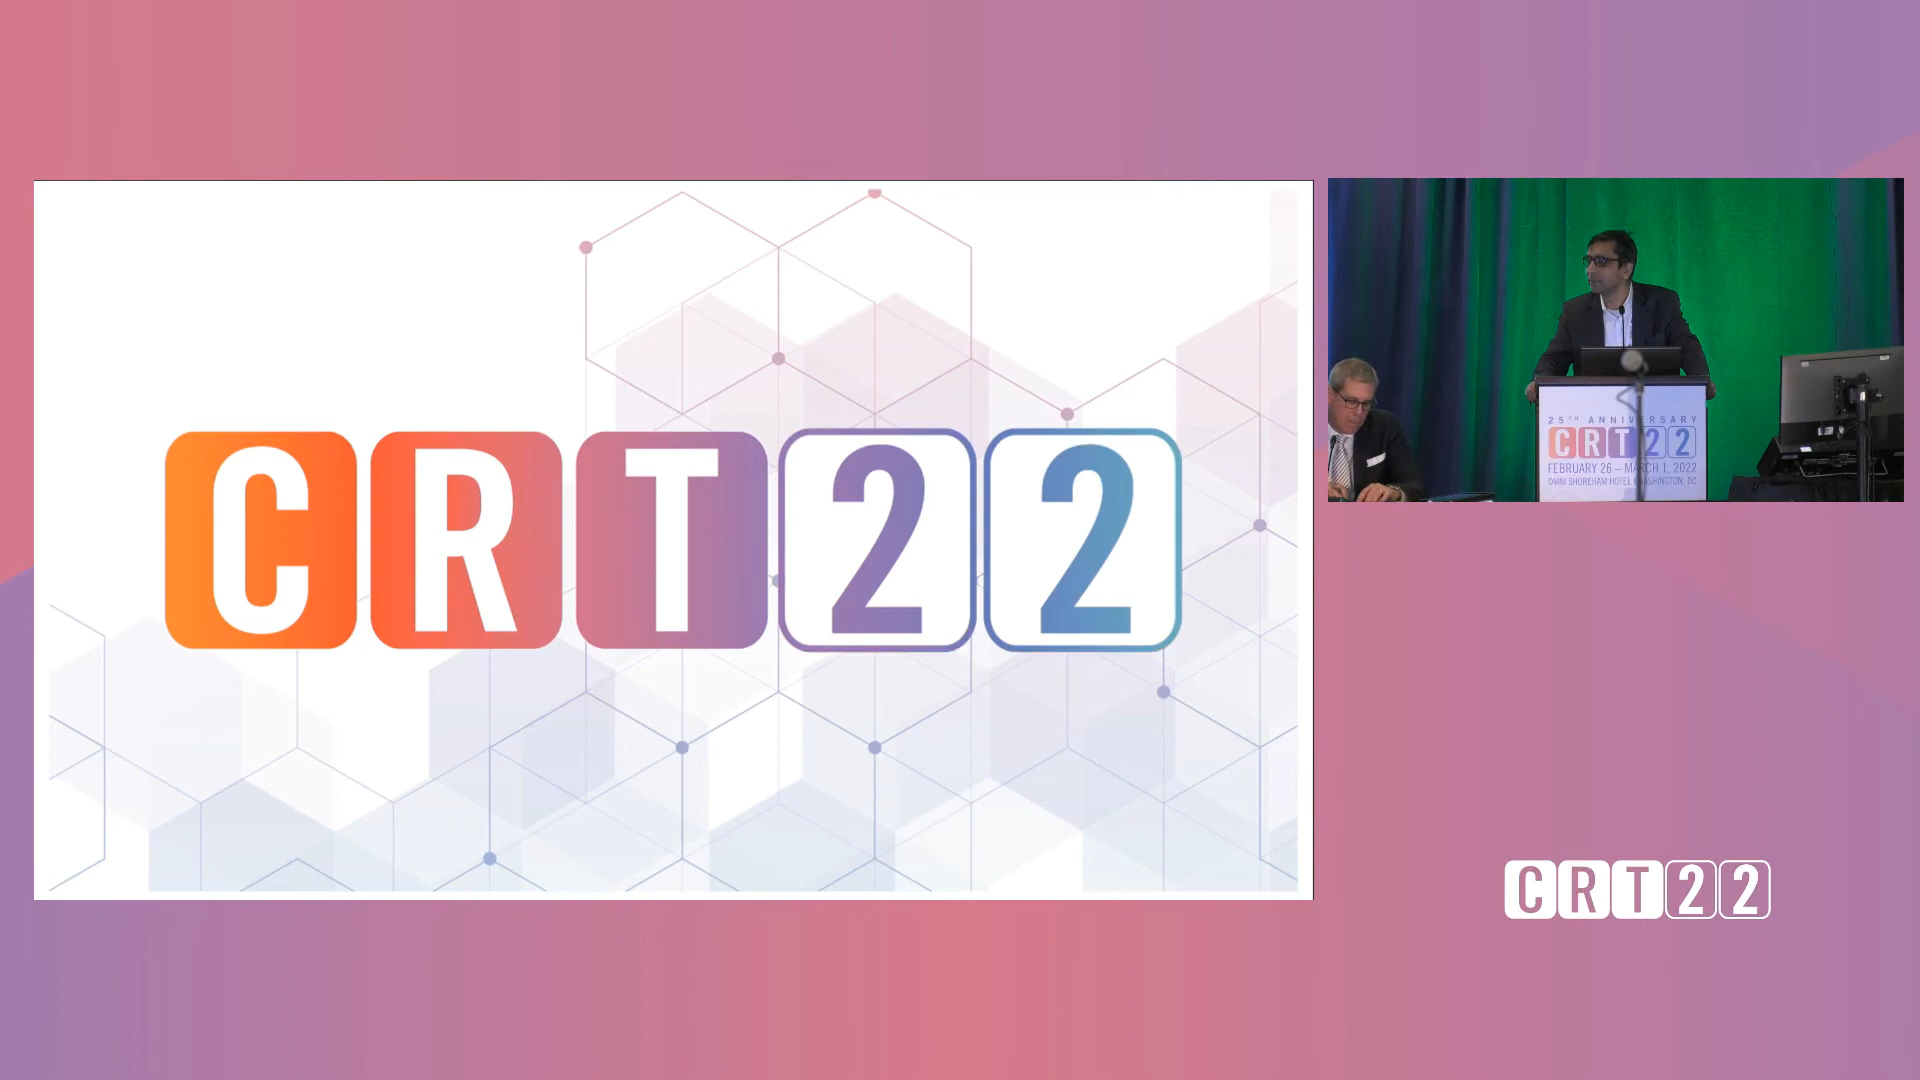 CRT22
25TH ANNIVERSARY
CRT22
FEBRUARY 26 – MARCH 1, 2022
OMNI SHOREHAM HOTEL WASHINGTON, DC
CRT22